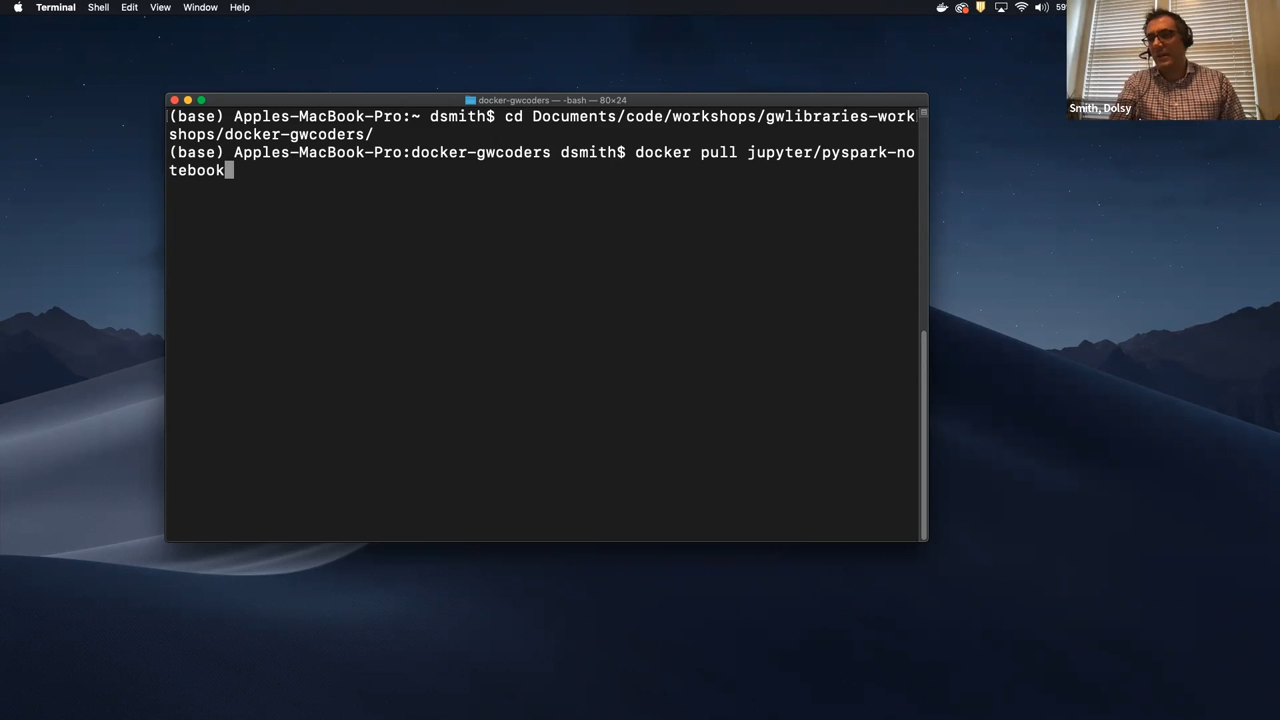 Terminal Shell Edit View Window Help 59
Smith, Dolsy
docker-gwcoders — -bash — 80×24
(base) Apples-MacBook-Pro:~ dsmith$ cd Documents/code/workshops/gwlibraries-work
shops/docker-gwcoders/
(base) Apples-MacBook-Pro:docker-gwcoders dsmith$ docker pull jupyter/pyspark-no
tebook